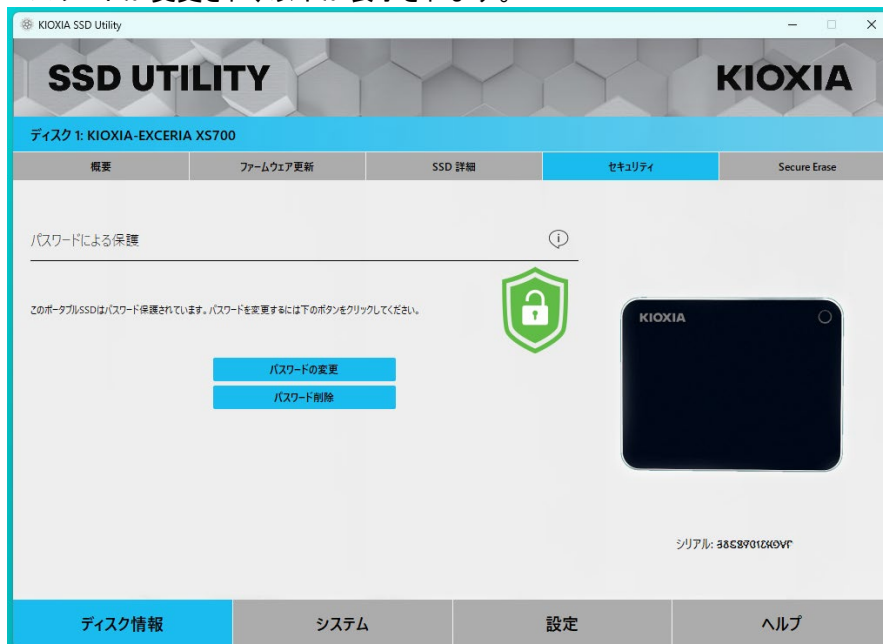 KIOXIA SSD Utility
SSD UTILITY
KIOXIA
ディスク 1: KIOXIA-EXCERIA XS700
概要
ファームウェア更新
SSD 詳細
セキュリティ
Secure Erase
パスワードによる保護
このポータブルSSDはパスワード保護されています。パスワードを変更するには下のボタンをクリックしてください。
パスワードの変更
パスワード削除
KIOXIA
シリアル:
ディスク情報
システム
設定
ヘルプ